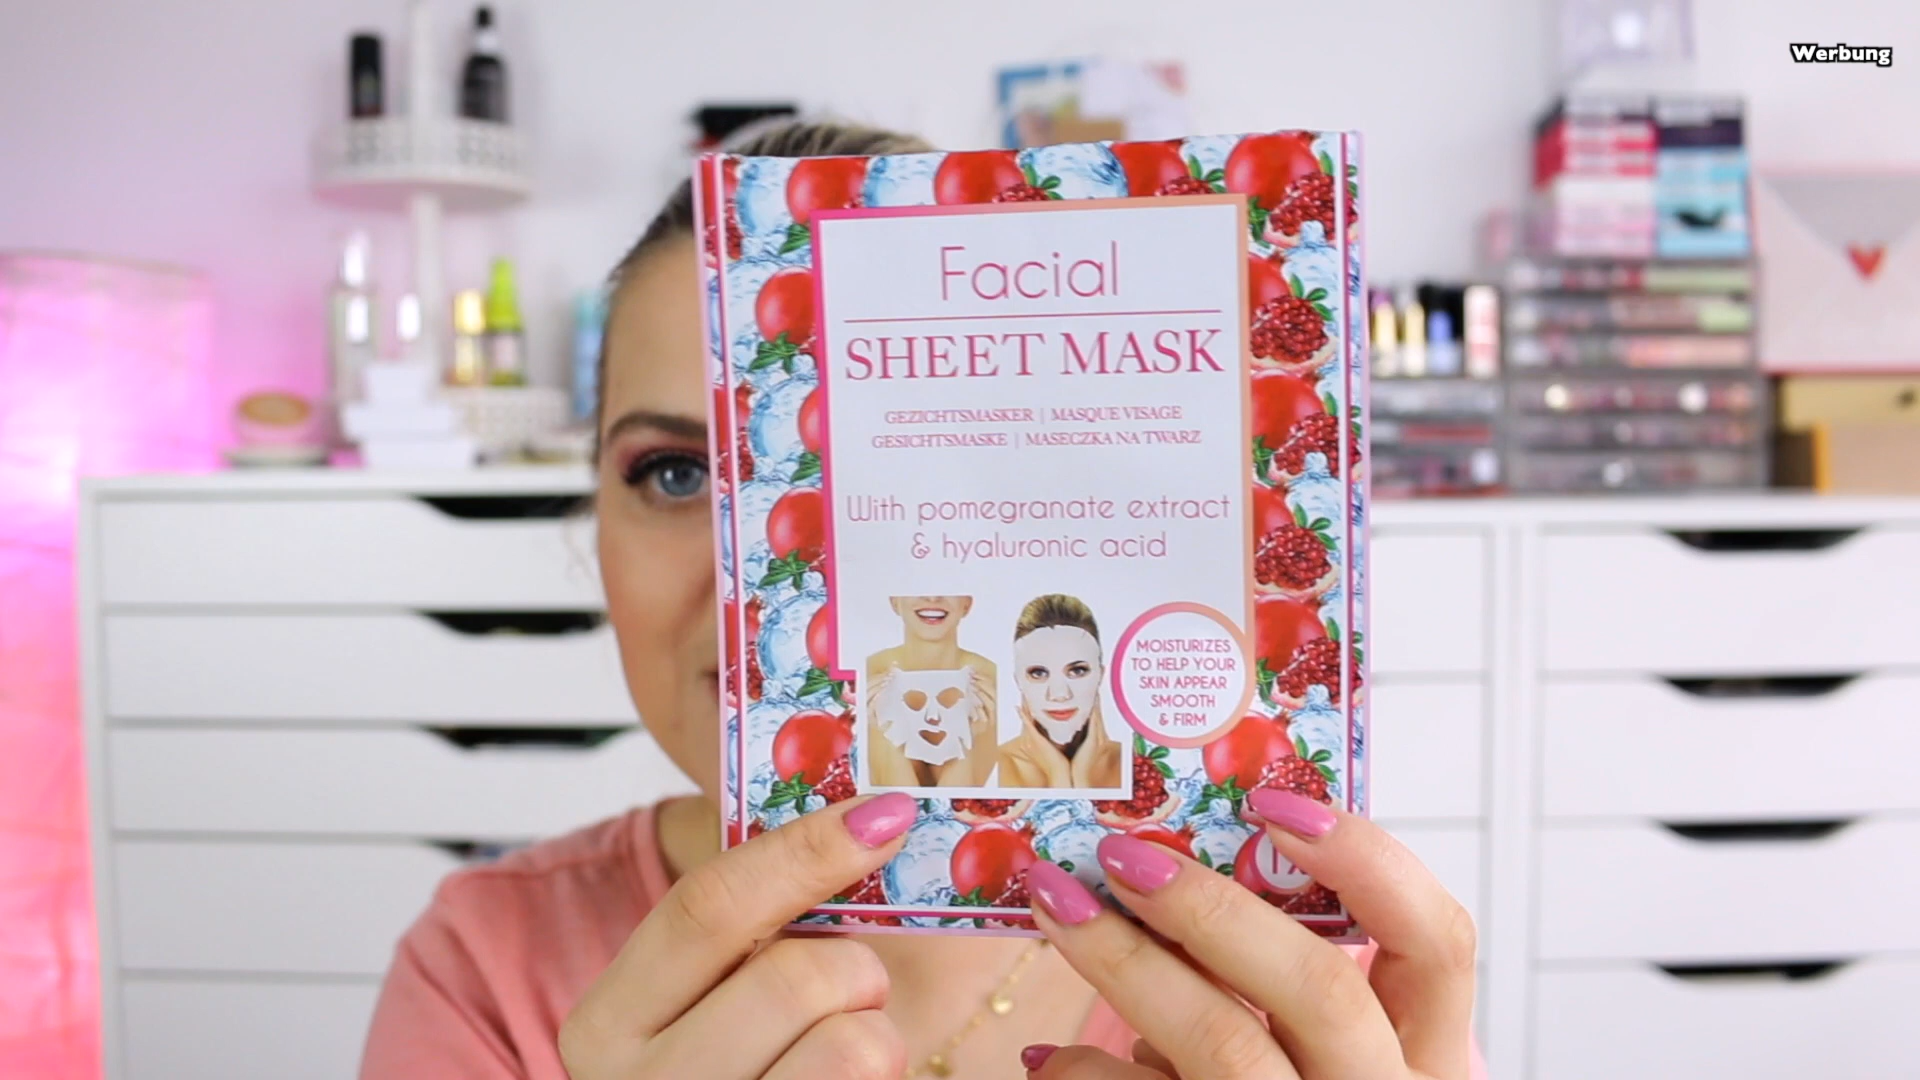 Werbung
Facial
SHEET MASK
GEZICHTSMASKER | MASQUE VISAGE
GESICHTSMASKE | MASECZKA NA TWARZ
With pomegranate extract
& hyaluronic acid
MOISTURIZES
TO HELP YOUR
SKIN APPEAR
SMOOTH
& FIRM